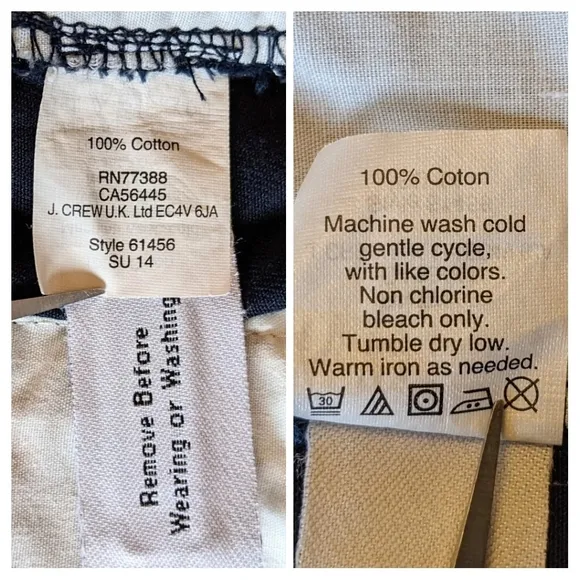 100% Cotton
RN77388
CA56445
J. CREW U.K. Ltd EC4V 6JA
Style 61456
SU 14
Remove Before
Wearing or Washing
100% Coton
Machine wash cold
gentle cycle,
with like colors.
Non chlorine
bleach only.
Tumble dry low.
Warm iron as needed.
30